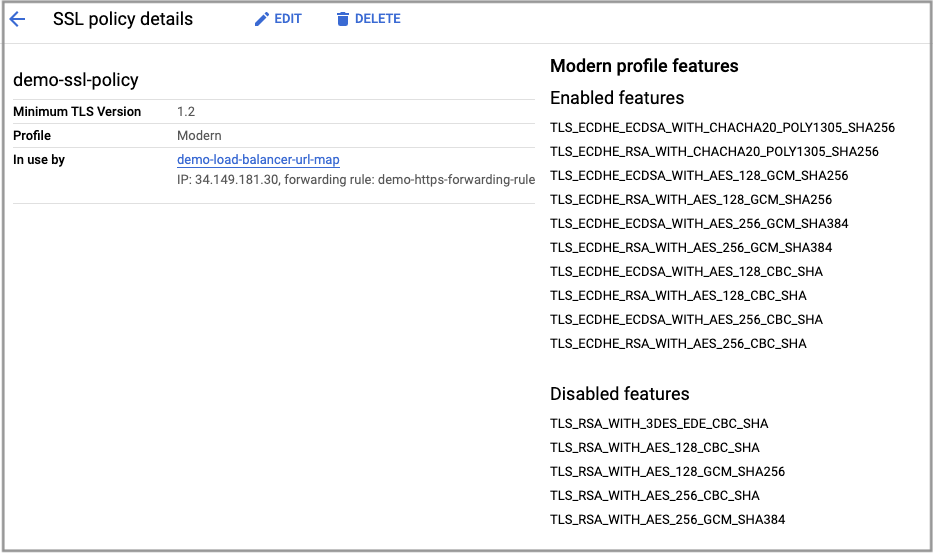 SSL policy details
EDIT
DELETE
demo-ssl-policy
Minimum TLS Version 1.2
Profile Modern
In use by demo-load-balancer-url-map
IP: 34.149.181.30, forwarding rule: demo-https-forwarding-rule
Modern profile features
Enabled features
TLS_ECDHE_ECDSA_WITH_CHACHA20_POLY1305_SHA256
TLS_ECDHE_RSA_WITH_CHACHA20_POLY1305_SHA256
TLS_ECDHE_ECDSA_WITH_AES_128_GCM_SHA256
TLS_ECDHE_RSA_WITH_AES_128_GCM_SHA256
TLS_ECDHE_ECDSA_WITH_AES_256_GCM_SHA384
TLS_ECDHE_RSA_WITH_AES_256_GCM_SHA384
TLS_ECDHE_ECDSA_WITH_AES_128_CBC_SHA
TLS_ECDHE_RSA_WITH_AES_128_CBC_SHA
TLS_ECDHE_ECDSA_WITH_AES_256_CBC_SHA
TLS_ECDHE_RSA_WITH_AES_256_CBC_SHA
Disabled features
TLS_RSA_WITH_3DES_EDE_CBC_SHA
TLS_RSA_WITH_AES_128_CBC_SHA
TLS_RSA_WITH_AES_128_GCM_SHA256
TLS_RSA_WITH_AES_256_CBC_SHA
TLS_RSA_WITH_AES_256_GCM_SHA384